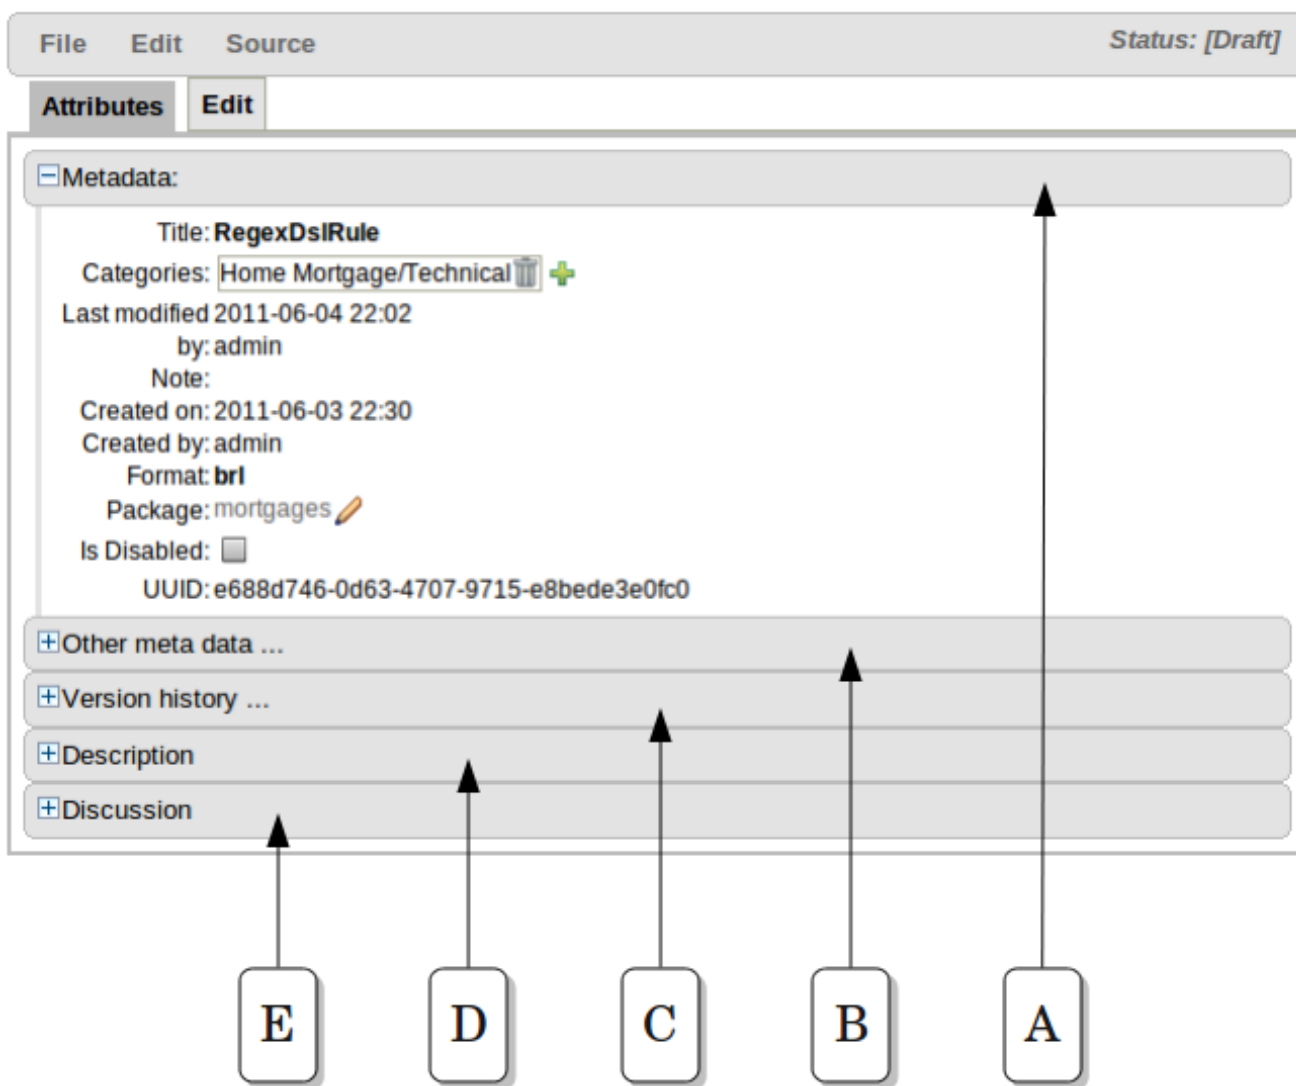 File Edit Source Status: [Draft]
Attributes Edit
Metadata:
Title: RegexDslRule
Categories: Home Mortgage/Technical
Last modified 2011-06-04 22:02
by: admin
Note:
Created on: 2011-06-03 22:30
Created by: admin
Format: brl
Package: mortgages
Is Disabled:
UUID: e688d746-0d63-4707-9715-e8bede3e0fc0
Other meta data ...
Version history ...
Description
Discussion
E D C B A